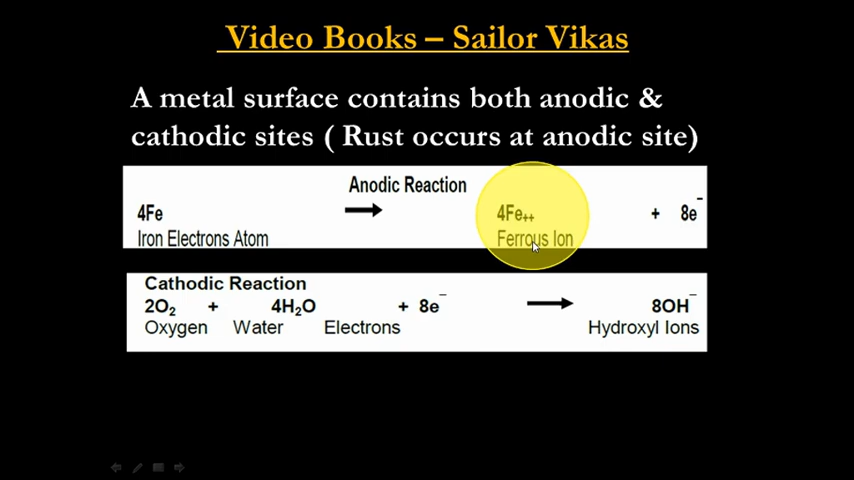 Video Books – Sailor Vikas
A metal surface contains both anodic &
cathodic sites ( Rust occurs at anodic site)
Anodic Reaction
4Fe 4Fe++ + 8e⁻
Iron Electrons Atom Ferrous Ion
Cathodic Reaction
2O₂ + 4H₂O + 8e⁻ 8OH⁻
Oxygen Water Electrons Hydroxyl Ions